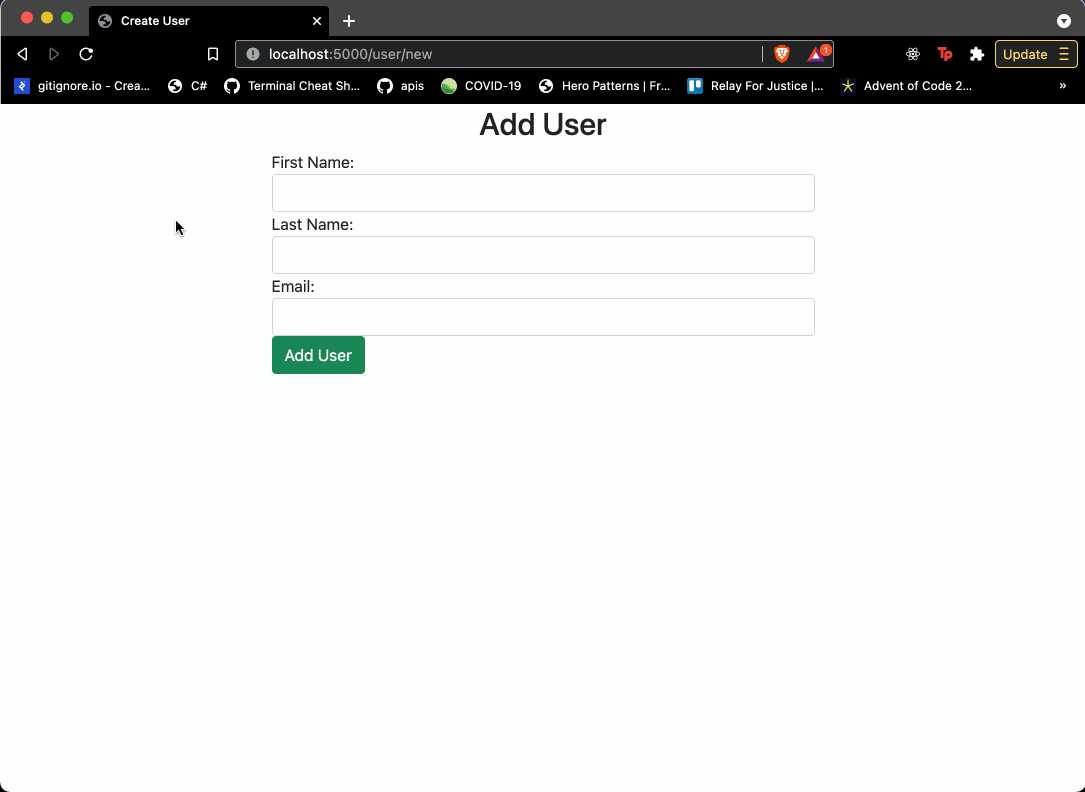 Create User
localhost:5000/user/new
1
Tp
Update
gitignore.io - Crea...
C#
Terminal Cheat Sh...
apis
COVID-19
Hero Patterns | Fr...
Relay For Justice |...
Advent of Code 2...
»
Add User
First Name:
Last Name:
Email:
Add User